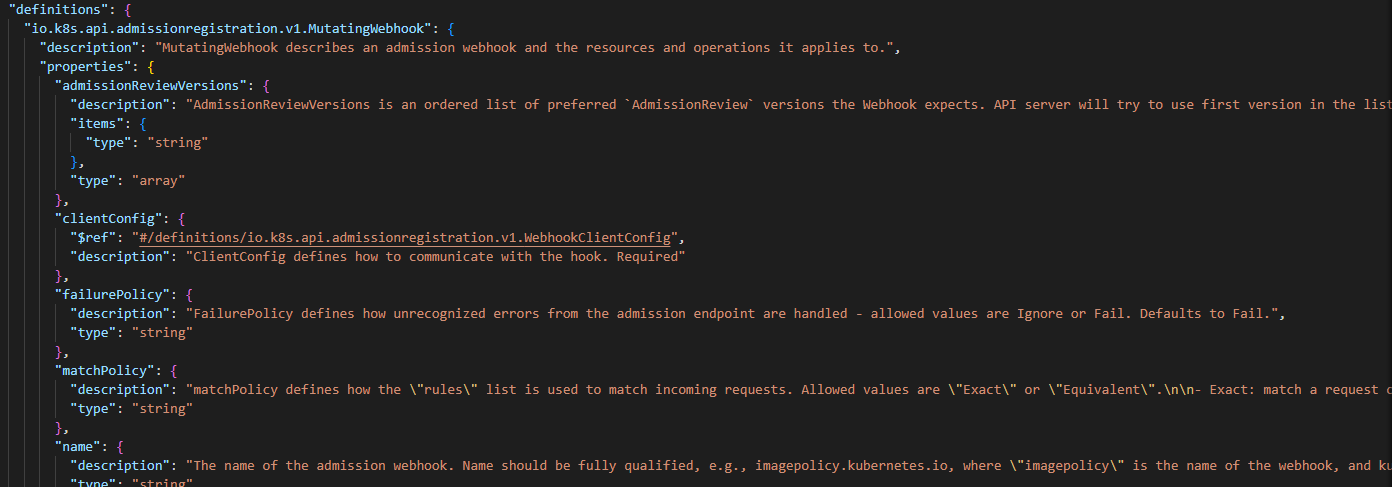 "definitions": {
"io.k8s.api.admissionregistration.v1.MutatingWebhook": {
"description": "MutatingWebhook describes an admission webhook and the resources and operations it applies to.",
"properties": {
"admissionReviewVersions": {
"description": "AdmissionReviewVersions is an ordered list of preferred `AdmissionReview` versions the Webhook expects. API server will try to use first version in the list
"items": {
"type": "string"
},
"type": "array"
},
"clientConfig": {
"$ref": "#/definitions/io.k8s.api.admissionregistration.v1.WebhookClientConfig",
"description": "ClientConfig defines how to communicate with the hook. Required"
},
"failurePolicy": {
"description": "FailurePolicy defines how unrecognized errors from the admission endpoint are handled - allowed values are Ignore or Fail. Defaults to Fail.",
"type": "string"
},
"matchPolicy": {
"description": "matchPolicy defines how the \"rules\" list is used to match incoming requests. Allowed values are \"Exact\" or \"Equivalent\".\n\n- Exact: match a request
"type": "string"
},
"name": {
"description": "The name of the admission webhook. Name should be fully qualified, e.g., imagepolicy.kubernetes.io, where \"imagepolicy\" is the name of the webhook, and ku
"type": "string"